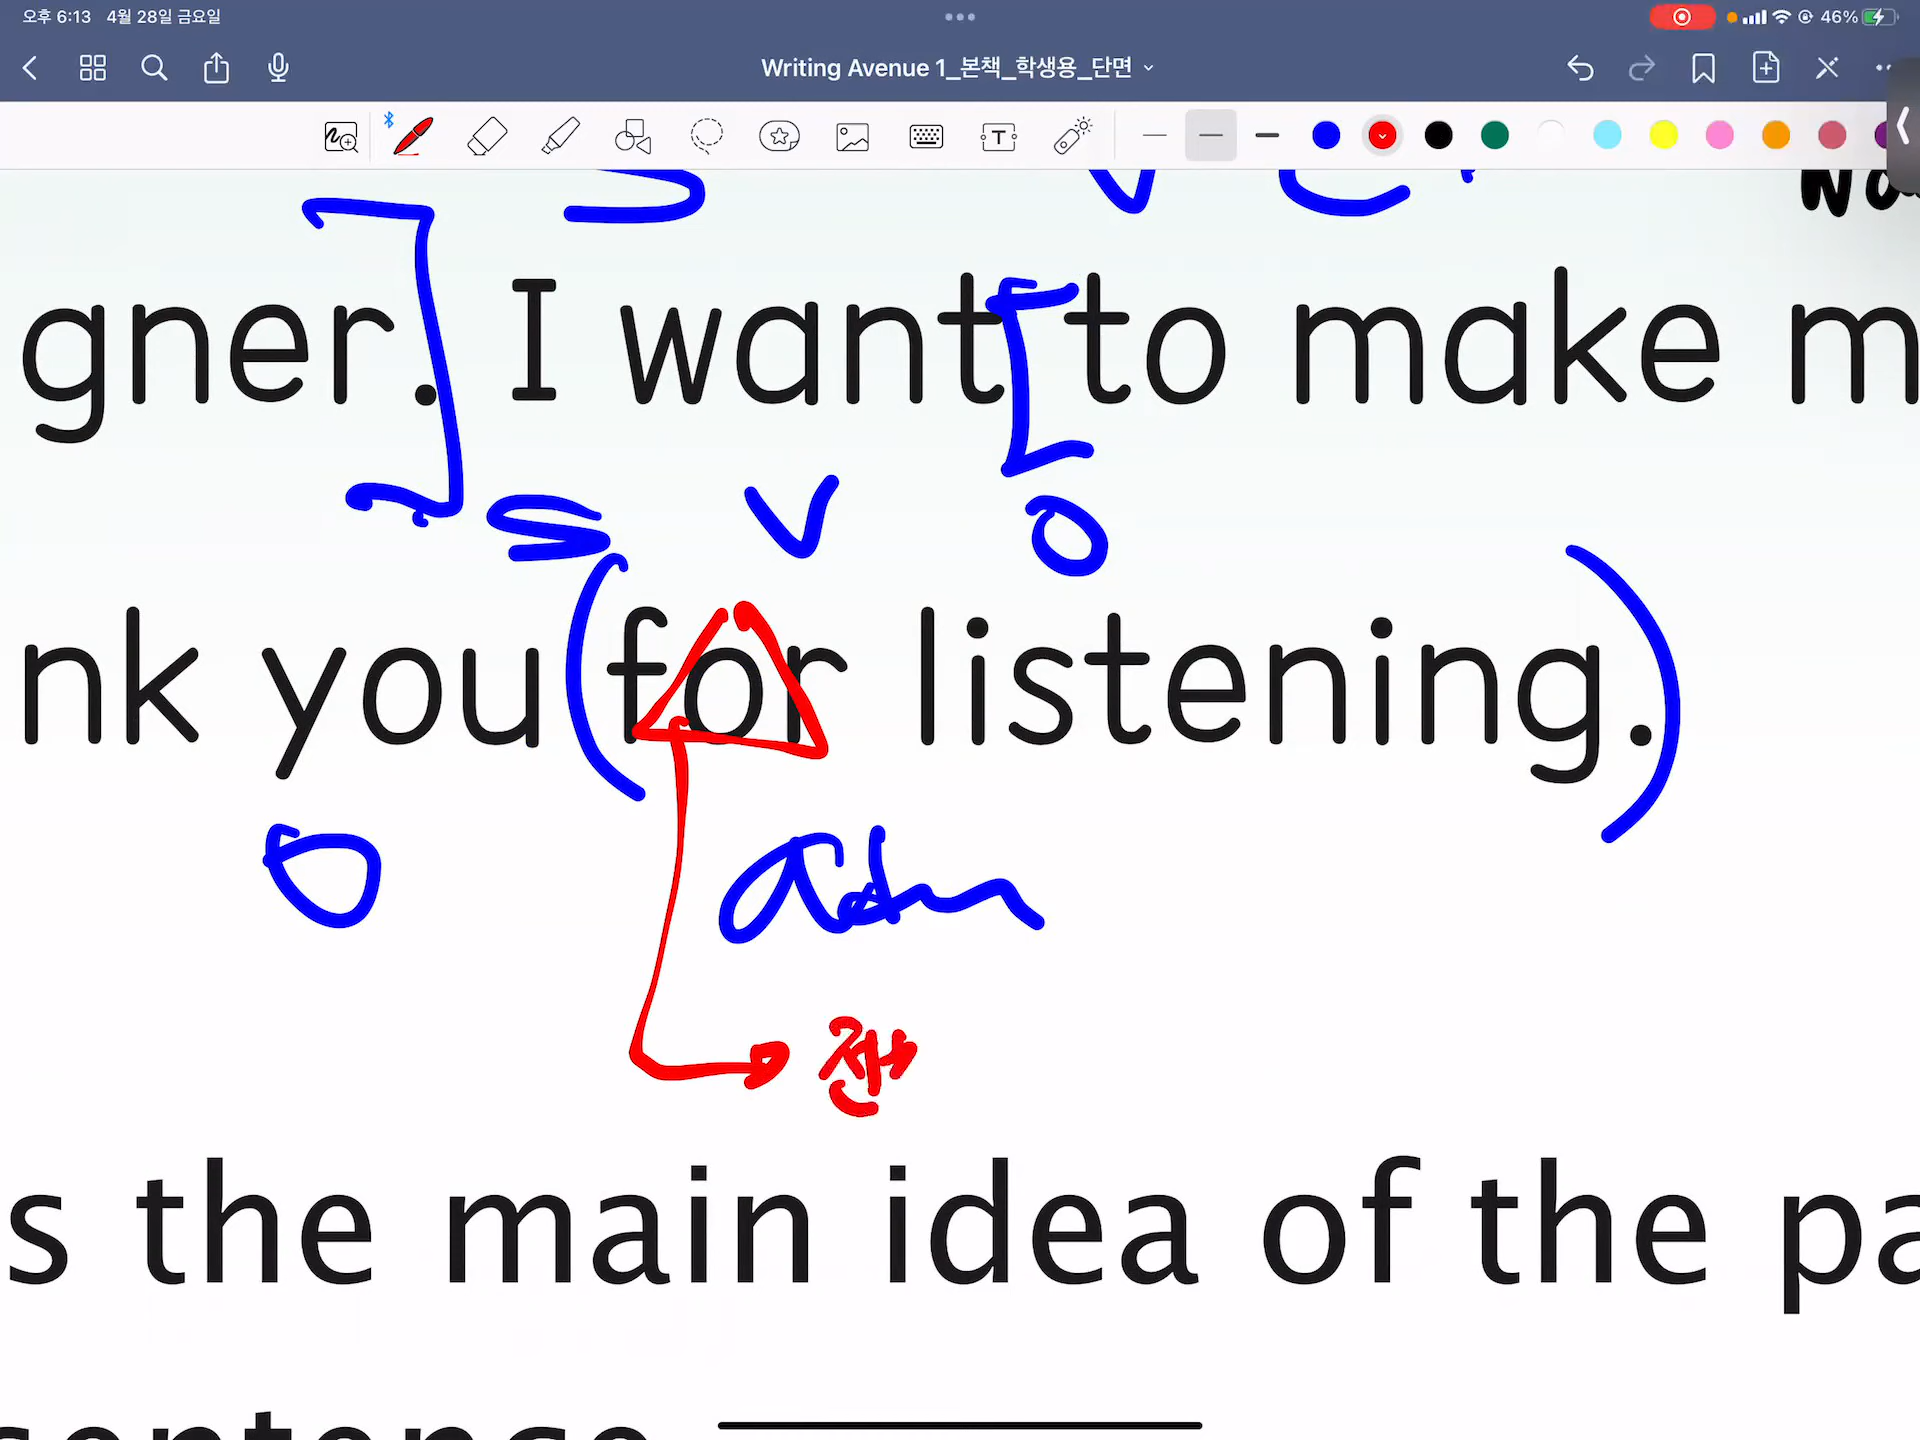 오후 6:13 4월 28일 금요일 46%
Writing Avenue 1_본책_학생용_단면
S V
gner. I want to make m
S V O
nk you (for listening.)
O
전
s the main idea of the pa
sentence